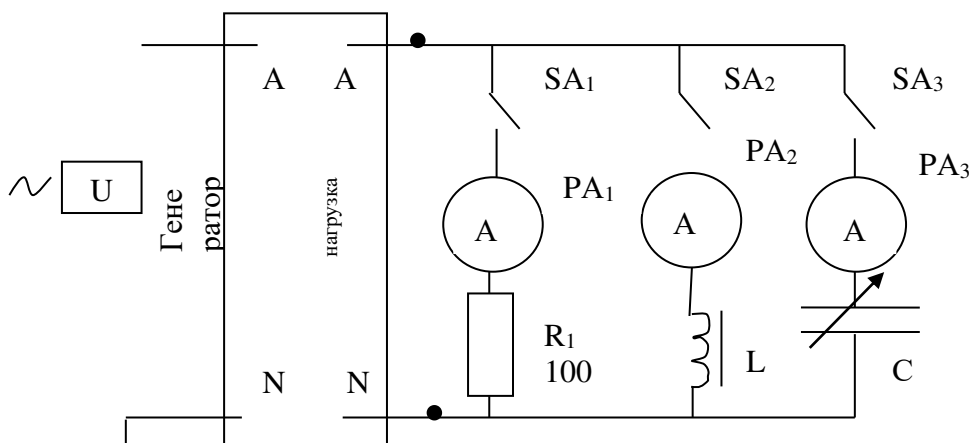 A A SA₁ SA₂ SA₃
U
Гене
ратор
нагрузка
PA₁ PA₂ PA₃
A A A
R₁
100
L C
N N